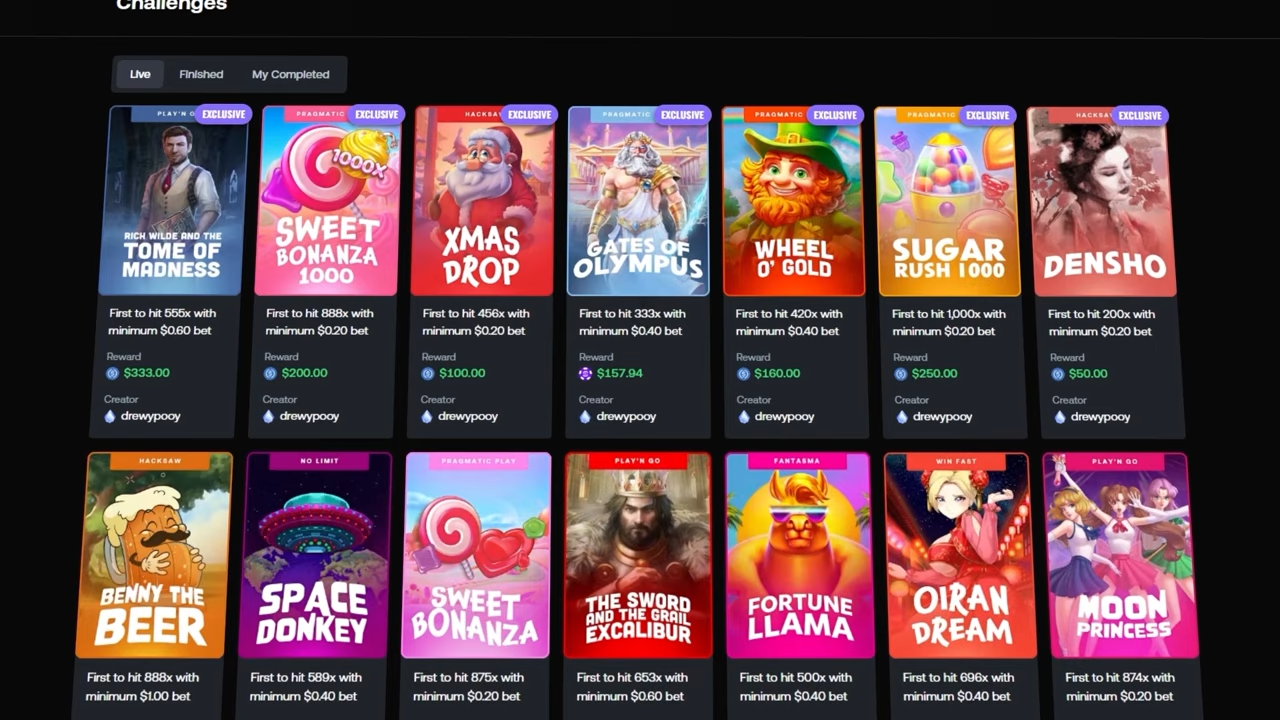 Challenges
Live Finished My Completed
PLAY'N G EXCLUSIVE
RICH WILDE AND THE
TOME OF
MADNESS
First to hit 555x with
minimum $0.60 bet
Reward
$333.00
Creator
drewypooy
PRAGMATIC EXCLUSIVE
1000X
SWEET
BONANZA
1000
First to hit 888x with
minimum $0.20 bet
Reward
$200.00
Creator
drewypooy
HACKSAW EXCLUSIVE
XMAS
DROP
First to hit 456x with
minimum $0.20 bet
Reward
$100.00
Creator
drewypooy
PRAGMATIC EXCLUSIVE
GATES OF
OLYMPUS
First to hit 333x with
minimum $0.40 bet
Reward
$157.94
Creator
drewypooy
PRAGMATIC EXCLUSIVE
WHEEL
O' GOLD
First to hit 420x with
minimum $0.40 bet
Reward
$160.00
Creator
drewypooy
PRAGMATIC EXCLUSIVE
SUGAR
RUSH 1000
First to hit 1,000x with
minimum $0.20 bet
Reward
$250.00
Creator
drewypooy
HACKSAW EXCLUSIVE
DENSHO
First to hit 200x with
minimum $0.20 bet
Reward
$50.00
Creator
drewypooy
HACKSAW
BENNY THE
BEER
First to hit 888x with
minimum $1.00 bet
NO LIMIT
SPACE
DONKEY
First to hit 589x with
minimum $0.40 bet
PRAGMATIC PLAY
SWEET
BONANZA
First to hit 875x with
minimum $0.20 bet
PLAY'N GO
THE SWORD
AND THE GRAIL
EXCALIBUR
First to hit 653x with
minimum $0.60 bet
FANTASMA
FORTUNE
LLAMA
First to hit 500x with
minimum $0.40 bet
WIN FAST
OIRAN
DREAM
First to hit 696x with
minimum $0.40 bet
PLAY'N GO
MOON
PRINCESS
First to hit 874x with
minimum $0.20 bet